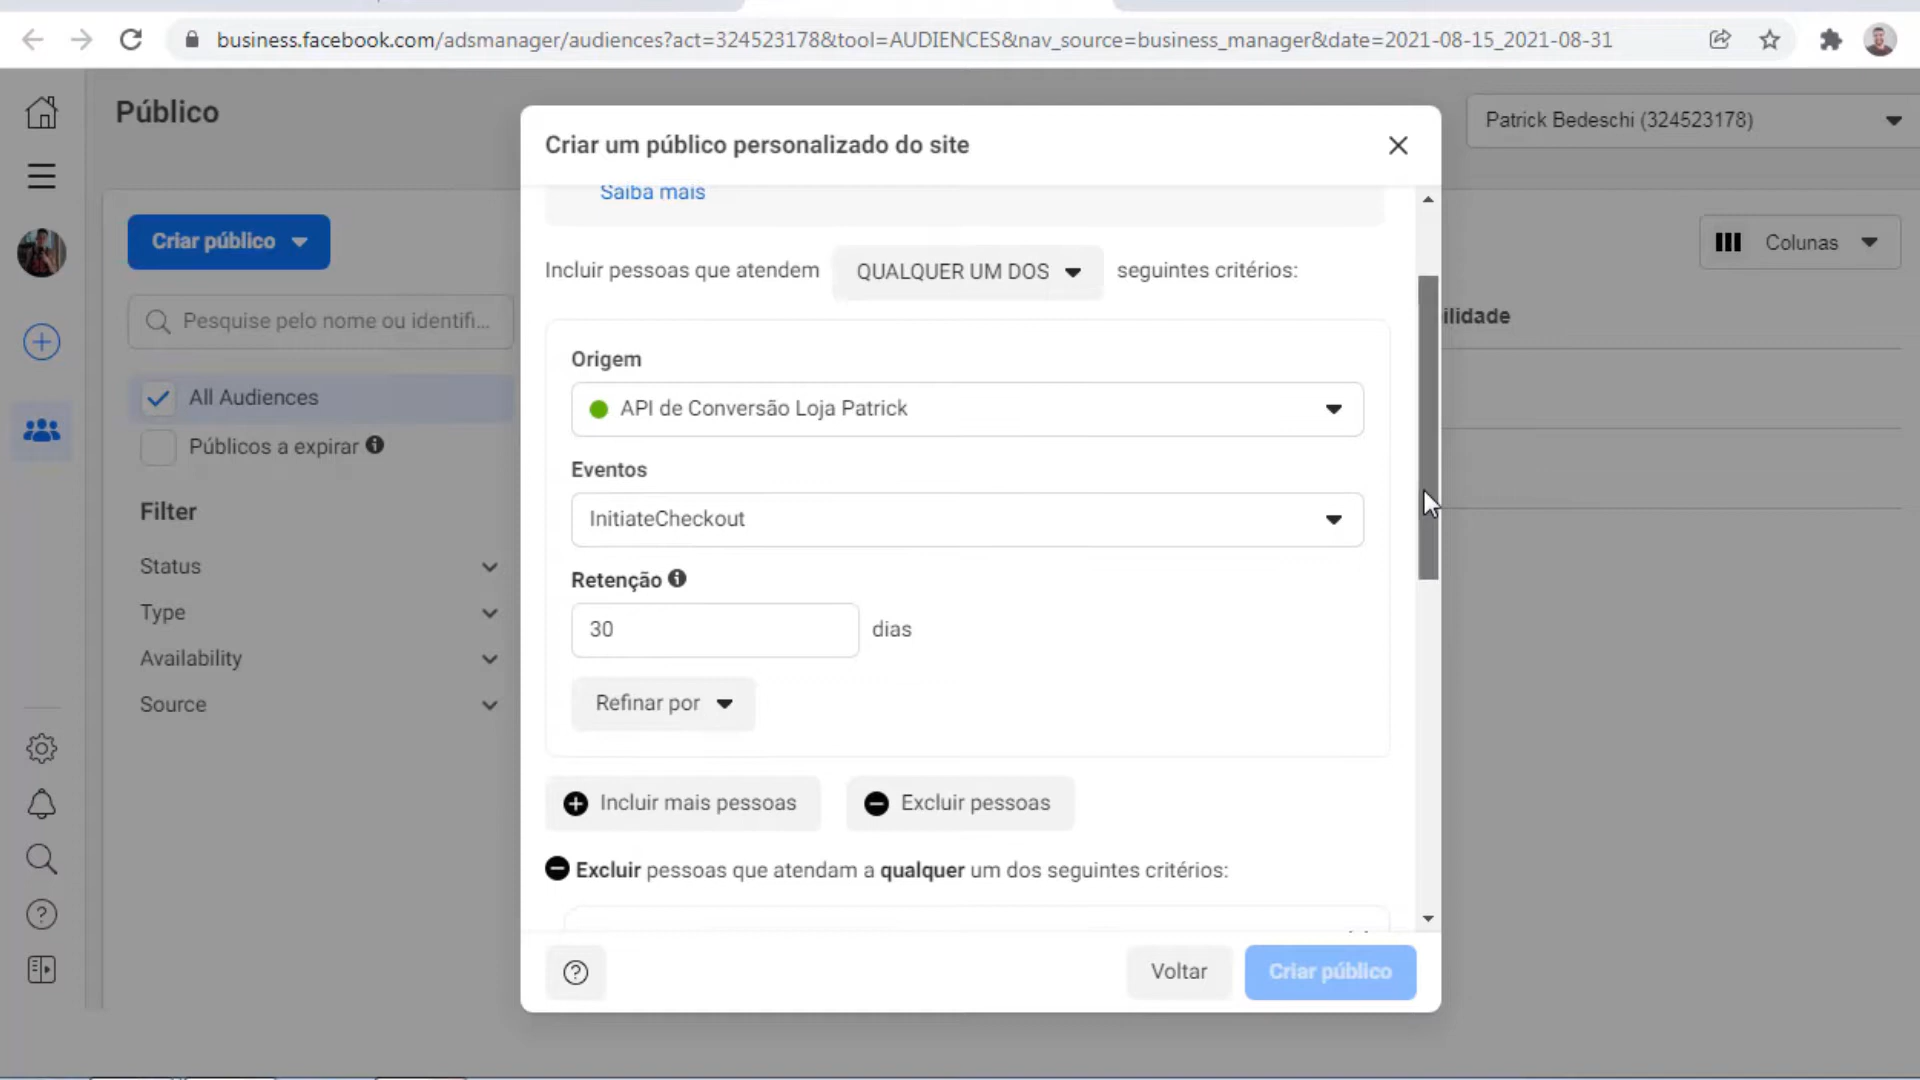 business.facebook.com/adsmanager/audiences?act=324523178&tool=AUDIENCES&nav_source=business_manager&date=2021-08-15_2021-08-31
Público
Patrick Bedeschi (324523178)
Criar um público personalizado do site
Saiba mais
Criar público
Colunas
Incluir pessoas que atendem QUALQUER UM DOS seguintes critérios:
Pesquise pelo nome ou identifi...
ilidade
Origem
All Audiences
API de Conversão Loja Patrick
Públicos a expirar
Eventos
Filter
InitiateCheckout
Status
Retenção
Type
30 dias
Availability
Source
Refinar por
Incluir mais pessoas
Excluir pessoas
Excluir pessoas que atendam a qualquer um dos seguintes critérios:
Voltar
Criar público